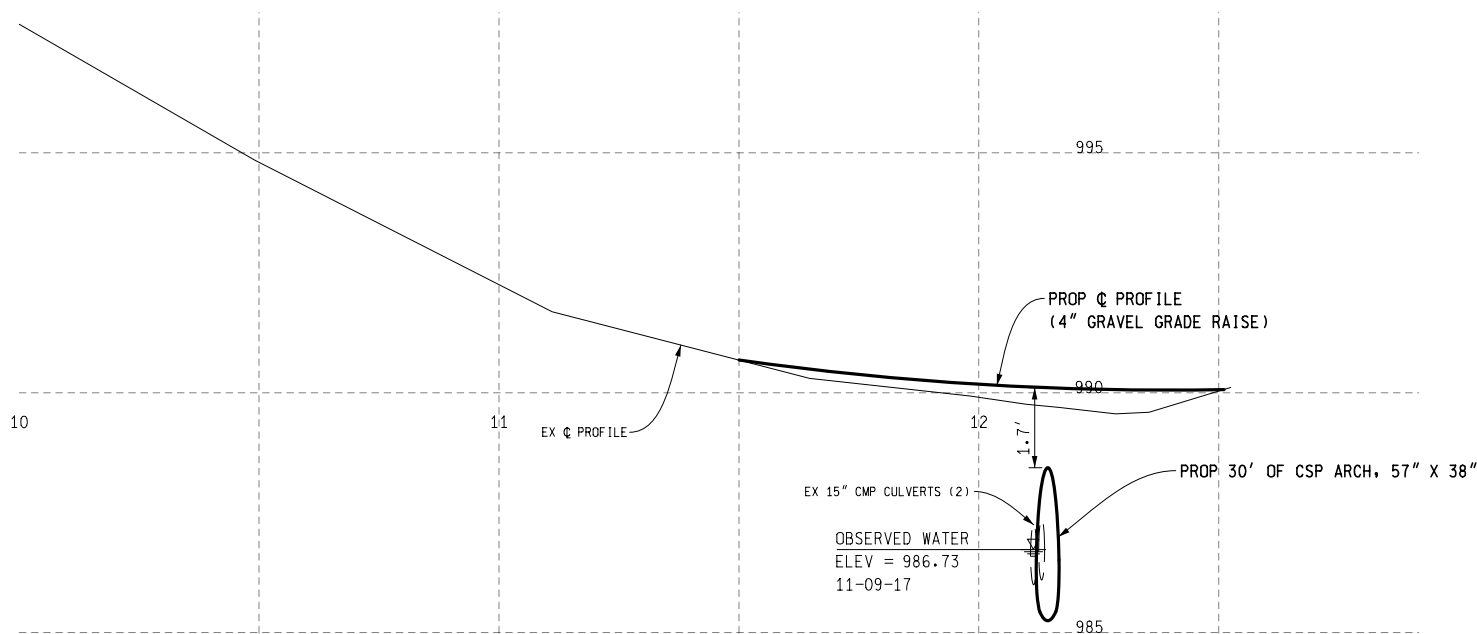 995
PROP ℄ PROFILE
(4" GRAVEL GRADE RAISE)
990
10
11
12
EX ℄ PROFILE
1.7'
PROP 30' OF CSP ARCH, 57" X 38"
EX 15" CMP CULVERTS (2)
OBSERVED WATER
ELEV = 986.73
11-09-17
985